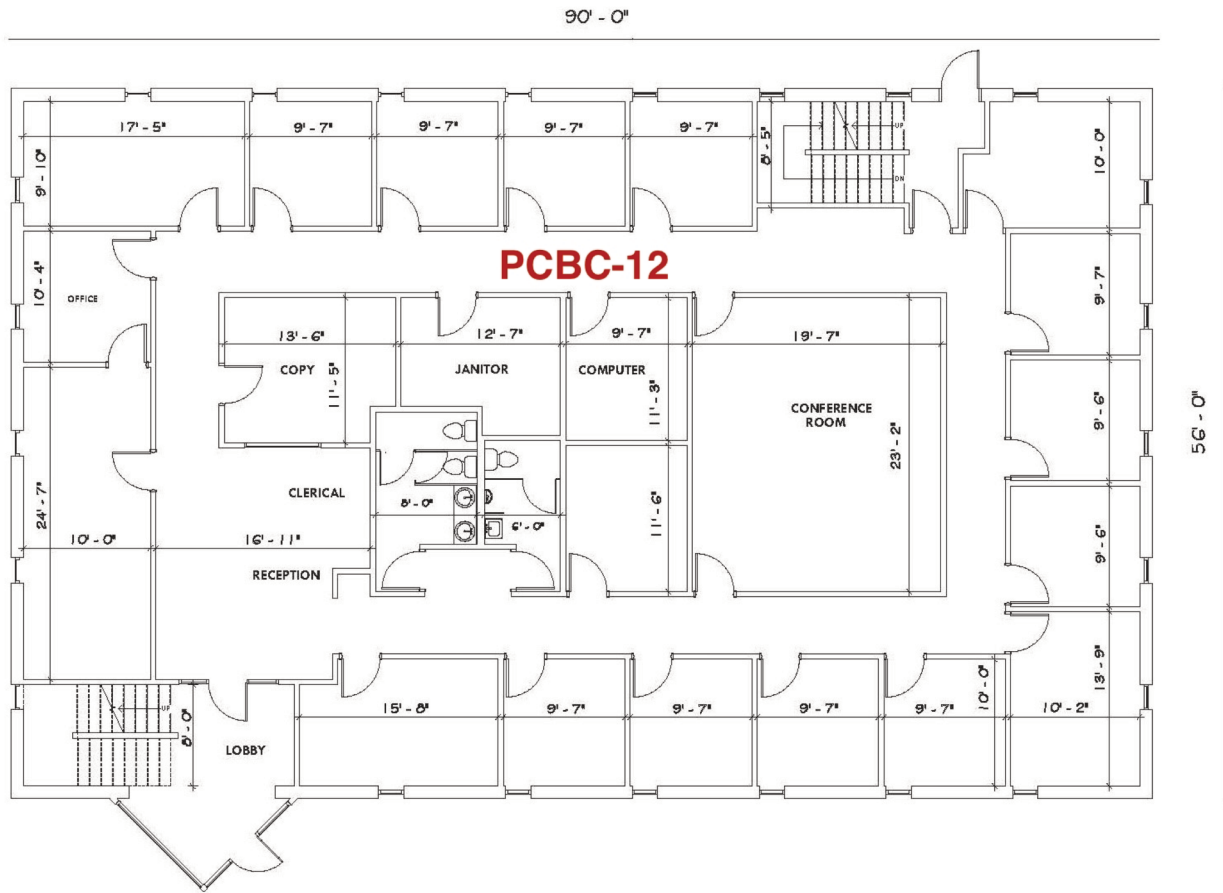 90' - 0"
17' - 5"
9' - 7"
9' - 7"
9' - 7"
9' - 7"
8' - 5"
UP
DN
10' - 0"
9' - 10"
PCBC-12
10' - 4"
OFFICE
9' - 7"
13' - 6"
12' - 7"
9' - 7"
19' - 7"
COPY
11' - 5"
JANITOR
COMPUTER
11' - 3"
CONFERENCE
ROOM
23' - 2"
9' - 6"
56' - 0"
CLERICAL
8' - 0"
6' - 0"
11' - 6"
24' - 7"
10' - 0"
16' - 11"
RECEPTION
9' - 9"
13' - 9"
UP
8' - 0"
LOBBY
15' - 8"
9' - 7"
9' - 7"
9' - 7"
9' - 7"
10' - 0"
10' - 2"